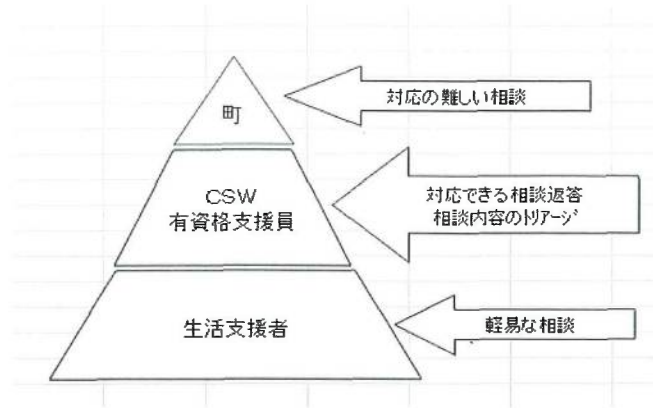 町
対応の難しい相談
CSW
有資格支援員
対応できる相談返答
相談内容のトリアージ
生活支援者
軽易な相談